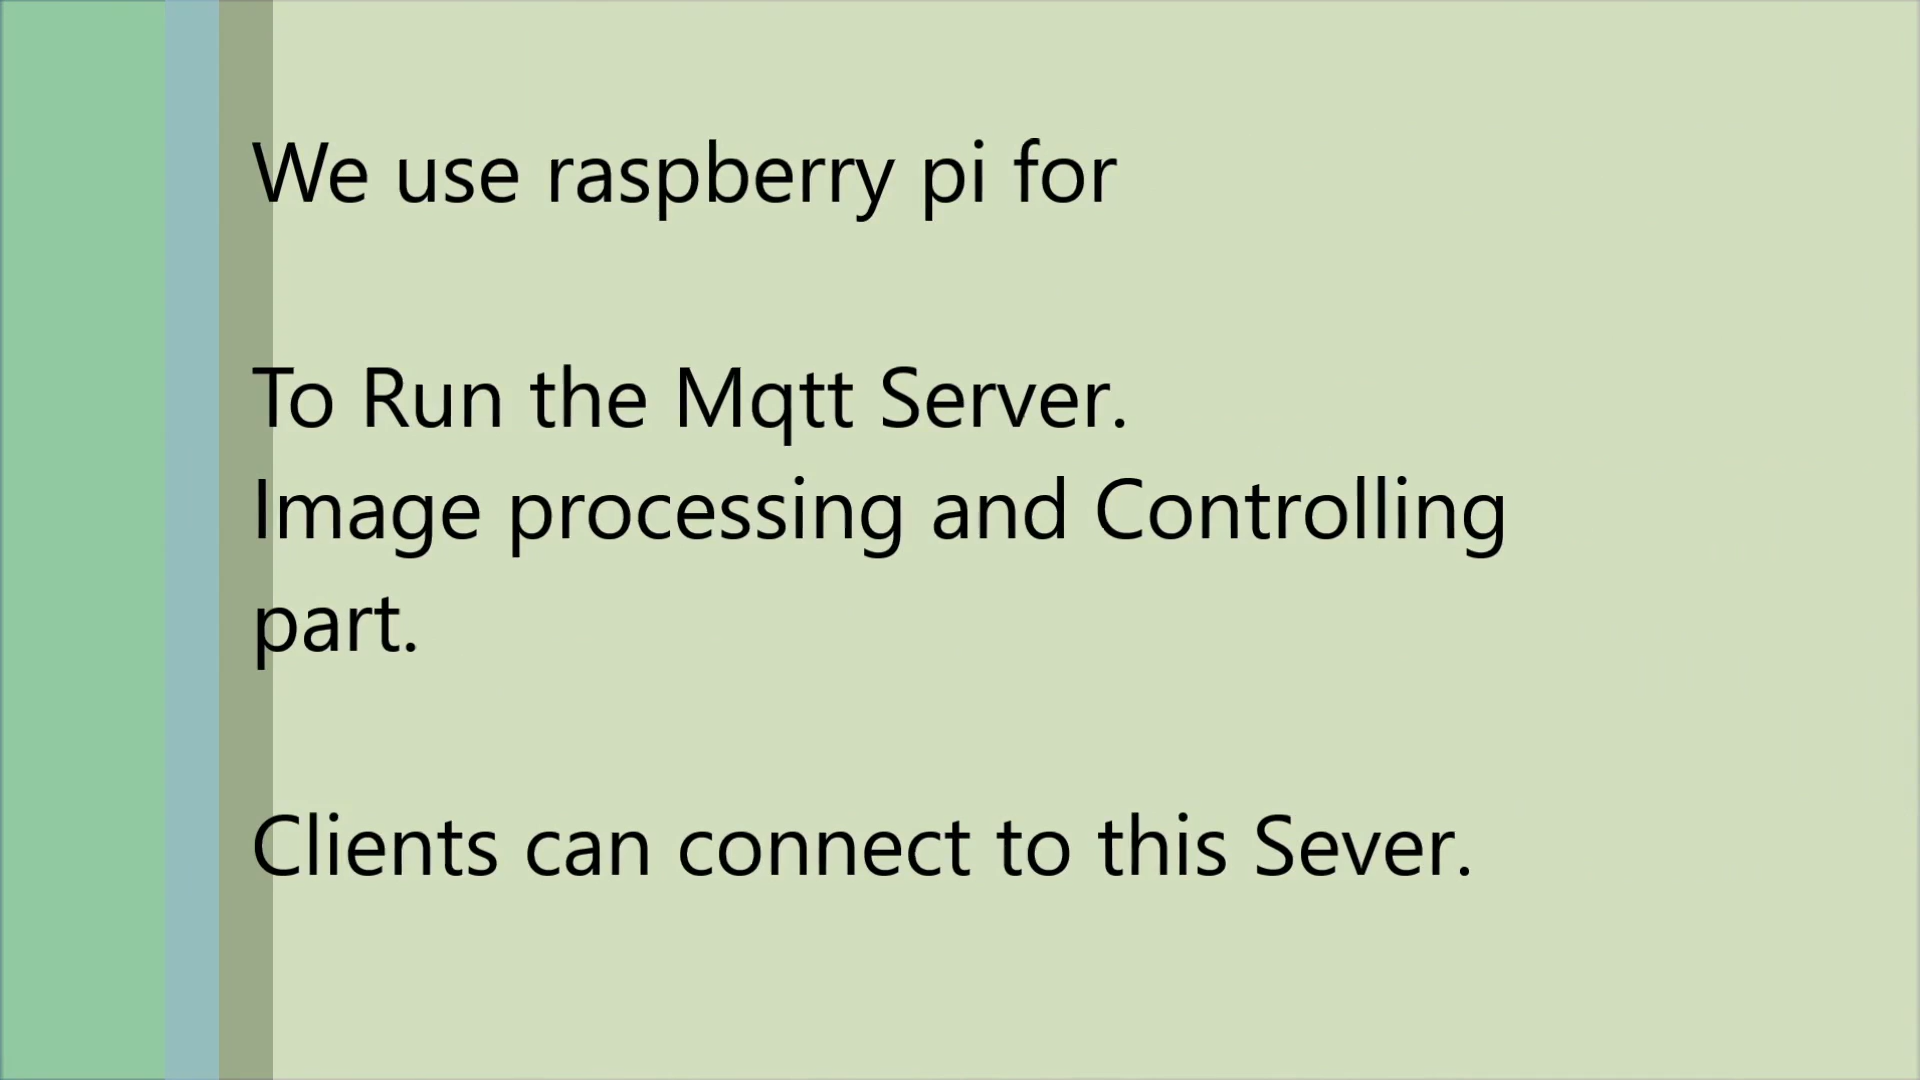 We use raspberry pi for
To Run the Mqtt Server.
Image processing and Controlling
part.
Clients can connect to this Sever.